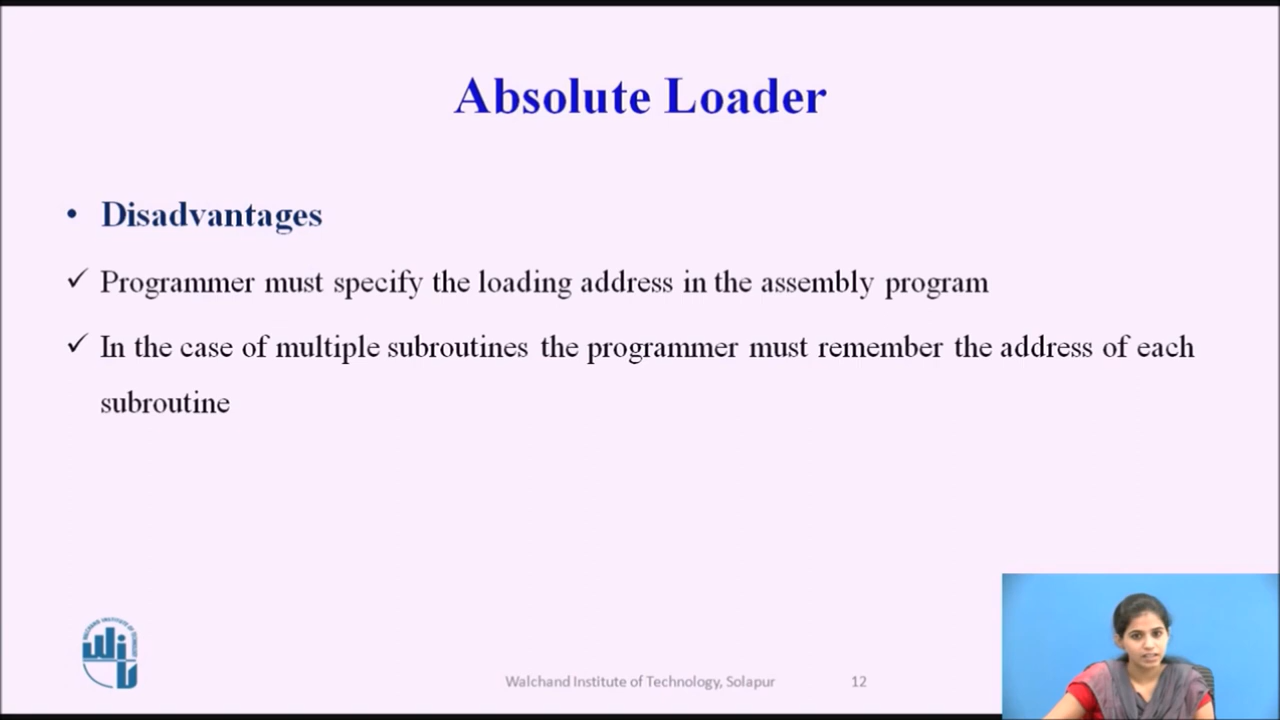 Absolute Loader
• Disadvantages
✓ Programmer must specify the loading address in the assembly program
✓ In the case of multiple subroutines the programmer must remember the address of each
subroutine
Walchand Institute of Technology, Solapur 12